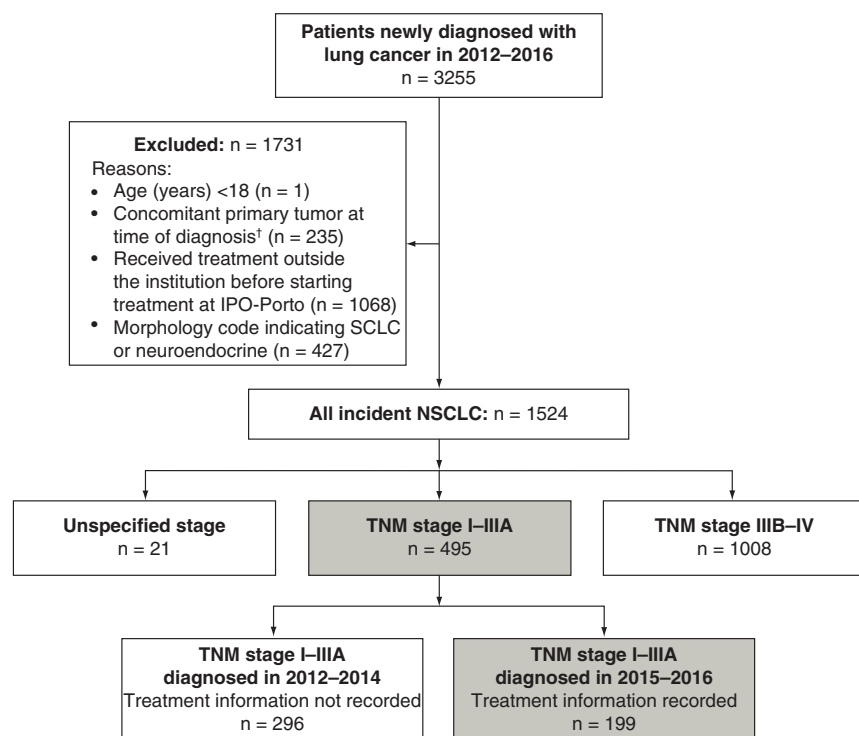 Patients newly diagnosed with
lung cancer in 2012–2016
n = 3255
Excluded: n = 1731
Reasons:
• Age (years) <18 (n = 1)
• Concomitant primary tumor at
time of diagnosis† (n = 235)
• Received treatment outside
the institution before starting
treatment at IPO-Porto (n = 1068)
• Morphology code indicating SCLC
or neuroendocrine (n = 427)
All incident NSCLC: n = 1524
Unspecified stage
n = 21
TNM stage I–IIIA
n = 495
TNM stage IIIB–IV
n = 1008
TNM stage I–IIIA
diagnosed in 2012–2014
Treatment information not recorded
n = 296
TNM stage I–IIIA
diagnosed in 2015–2016
Treatment information recorded
n = 199